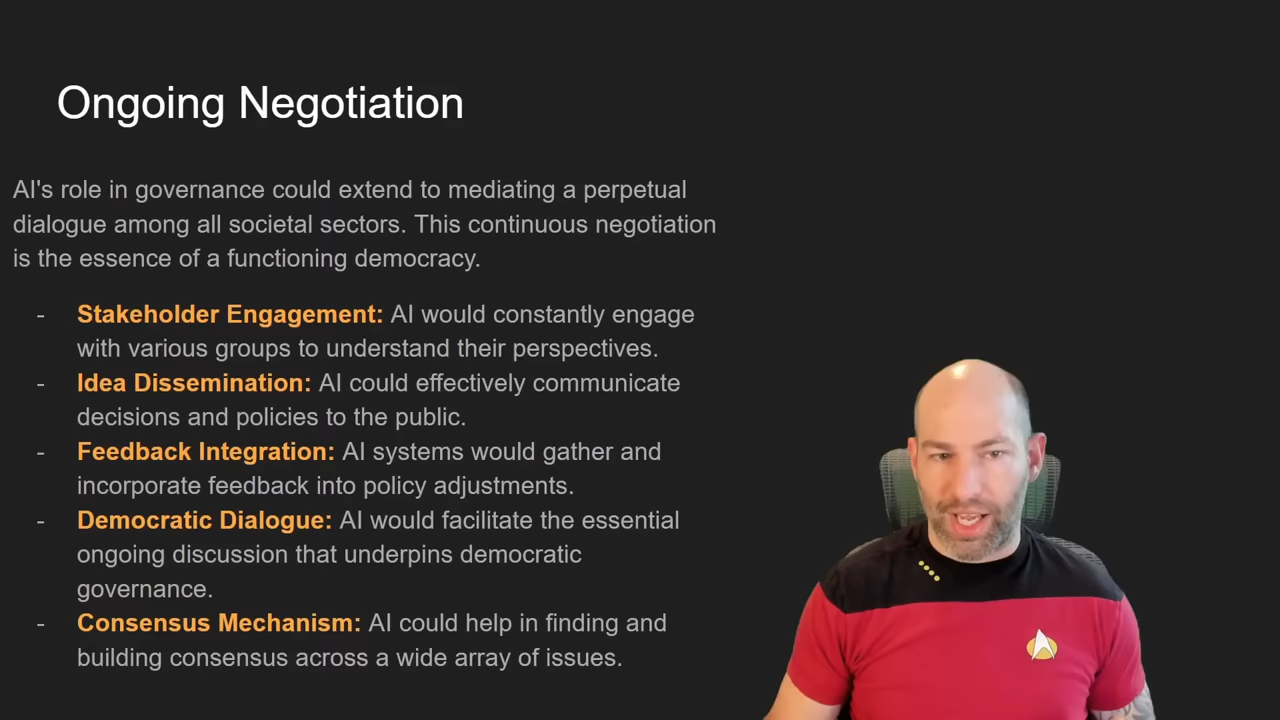 Ongoing Negotiation
AI's role in governance could extend to mediating a perpetual
dialogue among all societal sectors. This continuous negotiation
is the essence of a functioning democracy.
- Stakeholder Engagement: AI would constantly engage
with various groups to understand their perspectives.
- Idea Dissemination: AI could effectively communicate
decisions and policies to the public.
- Feedback Integration: AI systems would gather and
incorporate feedback into policy adjustments.
- Democratic Dialogue: AI would facilitate the essential
ongoing discussion that underpins democratic
governance.
- Consensus Mechanism: AI could help in finding and
building consensus across a wide array of issues.